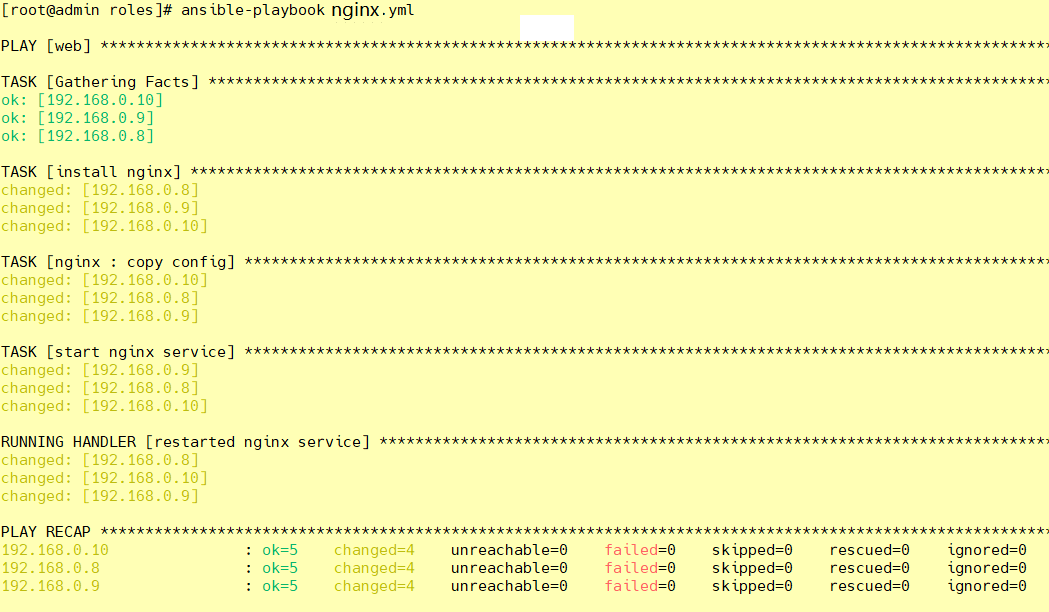 [root@admin roles]# ansible-playbook nginx.yml
PLAY [web] *********************************************************************************************************
TASK [Gathering Facts] *********************************************************************************************
ok: [192.168.0.10]
ok: [192.168.0.9]
ok: [192.168.0.8]
TASK [install nginx] ***********************************************************************************************
changed: [192.168.0.8]
changed: [192.168.0.9]
changed: [192.168.0.10]
TASK [nginx : copy config] *****************************************************************************************
changed: [192.168.0.10]
changed: [192.168.0.8]
changed: [192.168.0.9]
TASK [start nginx service] *****************************************************************************************
changed: [192.168.0.9]
changed: [192.168.0.8]
changed: [192.168.0.10]
RUNNING HANDLER [restarted nginx service] **************************************************************************
changed: [192.168.0.8]
changed: [192.168.0.10]
changed: [192.168.0.9]
PLAY RECAP *********************************************************************************************************
192.168.0.10               : ok=5    changed=4    unreachable=0    failed=0    skipped=0    rescued=0    ignored=0
192.168.0.8                : ok=5    changed=4    unreachable=0    failed=0    skipped=0    rescued=0    ignored=0
192.168.0.9                : ok=5    changed=4    unreachable=0    failed=0    skipped=0    rescued=0    ignored=0